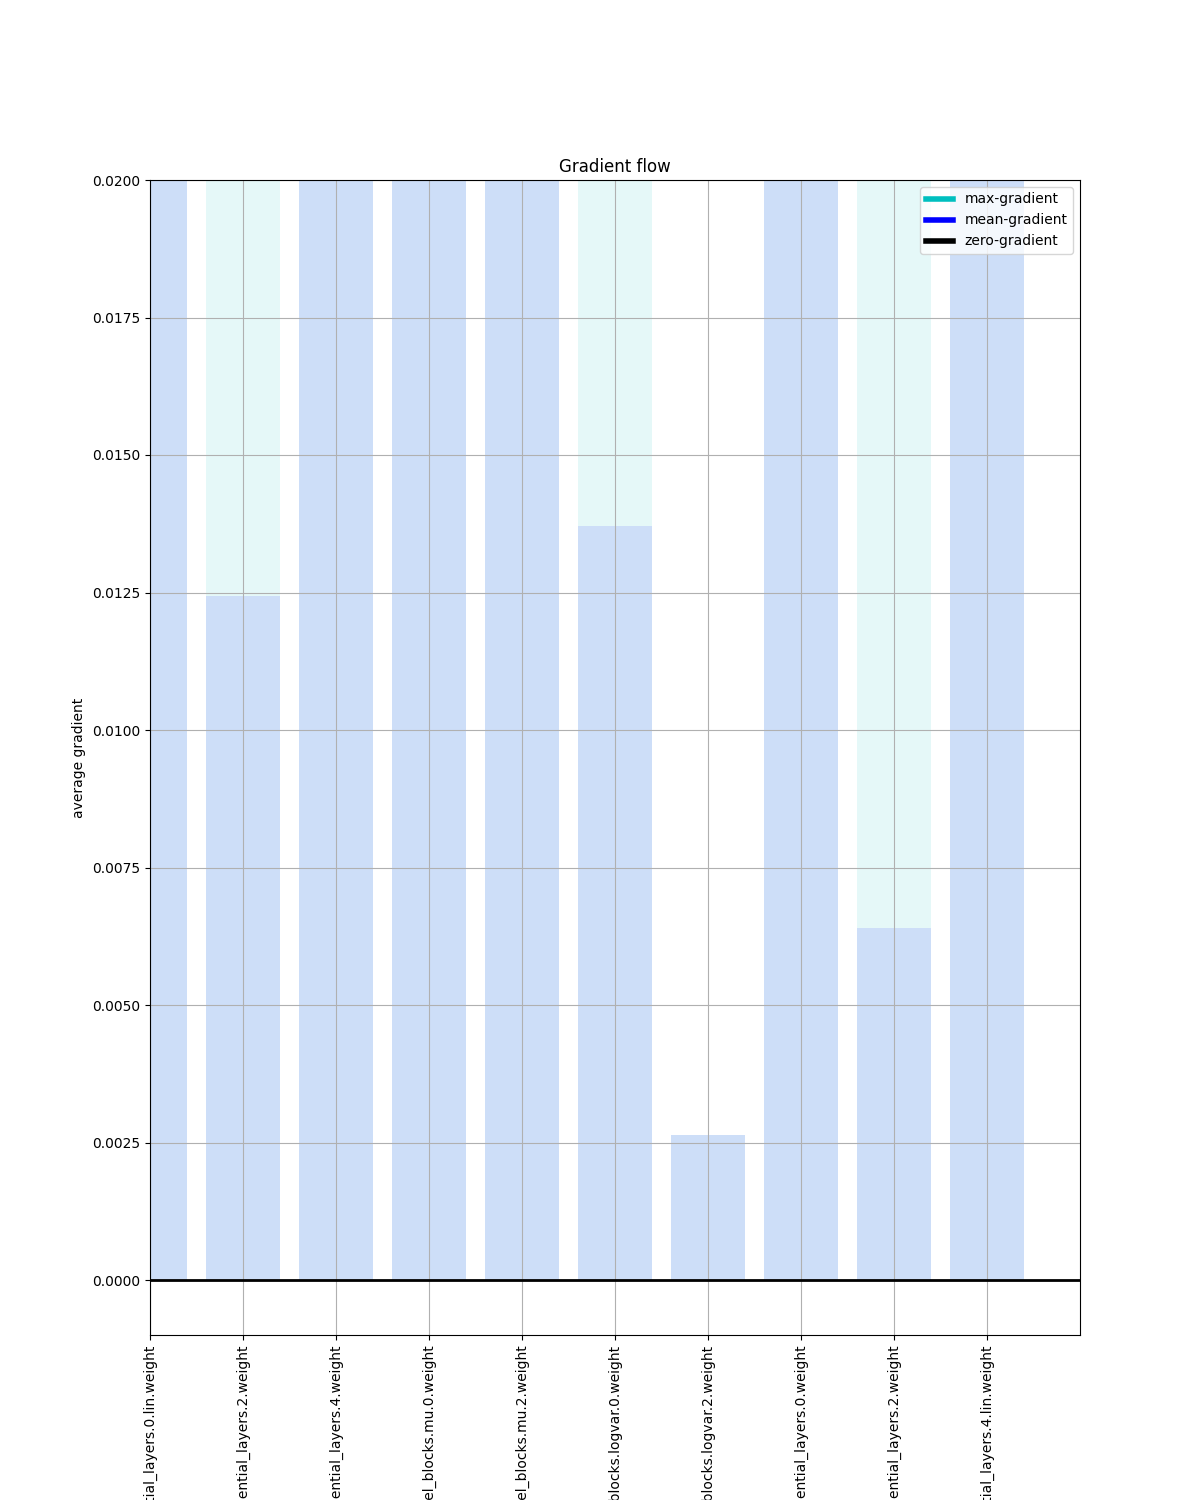 Gradient flow
max-gradient
mean-gradient
zero-gradient
0.0200
0.0175
0.0150
0.0125
0.0100
0.0075
0.0050
0.0025
0.0000
average gradient
tial_layers.0.lin.weight
ential_layers.2.weight
ential_layers.4.weight
el_blocks.mu.0.weight
el_blocks.mu.2.weight
blocks.logvar.0.weight
blocks.logvar.2.weight
ential_layers.0.weight
ential_layers.2.weight
tial_layers.4.lin.weight